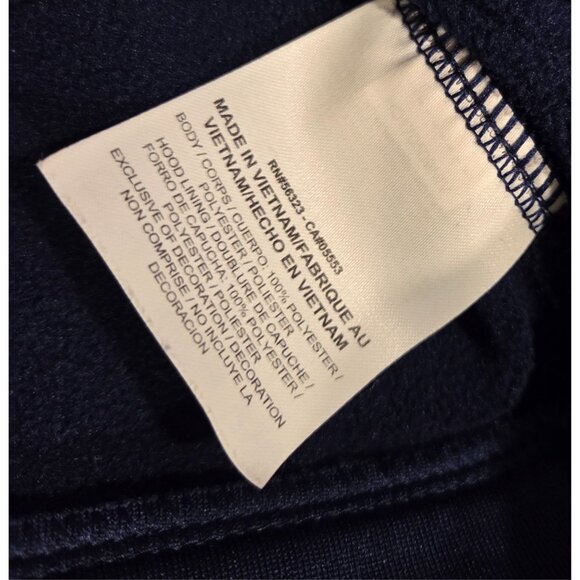 RN#56323 - CA#05553
MADE IN VIETNAM/FABRIQUE AU
VIETNAM/HECHO EN VIETNAM
BODY / CORPS / CUERPO, 100% POLYESTER /
POLYESTER / POLIESTER
HOOD LINING / DOUBLURE DE CAPUCHE /
FORRO DE CAPUCHA, 100% POLYESTER /
POLYESTER / POLIESTER
EXCLUSIVE OF DECORATION / DECORATION
NON COMPRISE / NO INCLUYE LA
DECORACION